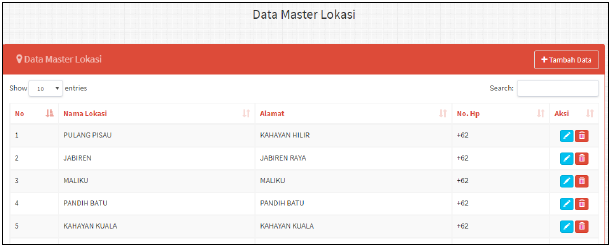 Data Master Lokasi
Data Master Lokasi + Tambah Data
Show 10 entries Search:
No Nama Lokasi Alamat No. Hp Aksi
1 PULANG PISAU KAHAYAN HILIR +62
2 JABIREN JABIREN RAYA +62
3 MALIKU MALIKU +62
4 PANDIH BATU PANDIH BATU +62
5 KAHAYAN KUALA KAHAYAN KUALA +62